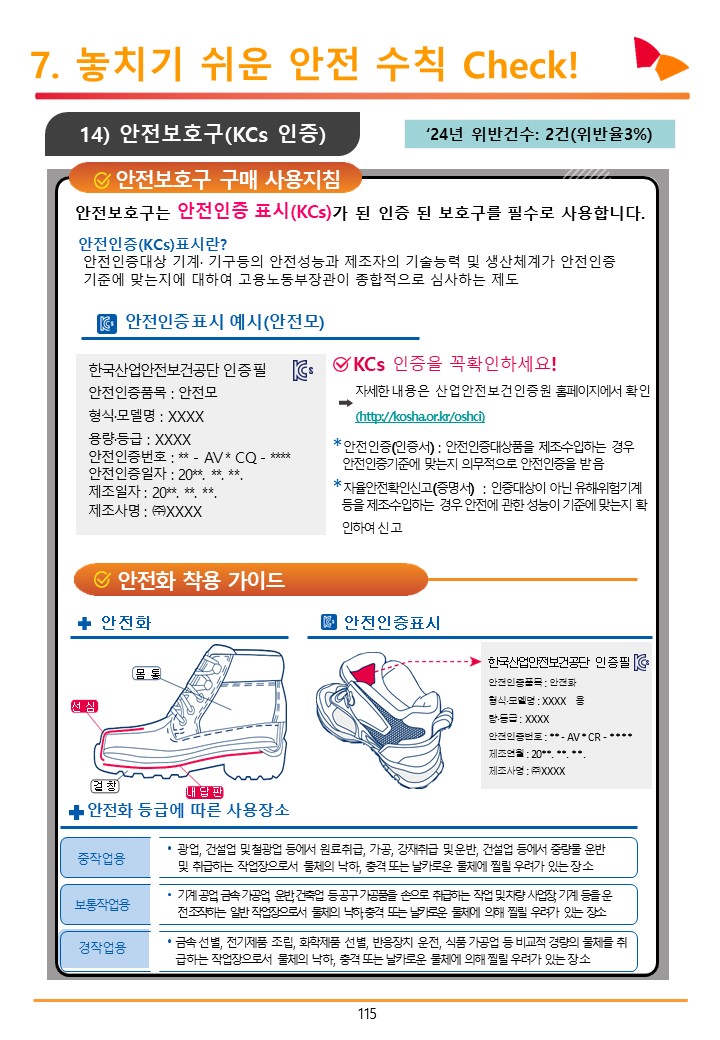 7. 놓치기 쉬운 안전 수칙 Check!
14) 안전보호구(KCs 인증)
‘24년 위반건수: 2건(위반율3%)
안전보호구 구매 사용지침
안전보호구는 안전인증 표시(KCs)가 된 인증 된 보호구를 필수로 사용합니다.
안전인증(KCs)표시란?
안전인증대상 기계· 기구등의 안전성능과 제조자의 기술능력 및 생산체계가 안전인증
기준에 맞는지에 대하여 고용노동부장관이 종합적으로 심사하는 제도
안전인증표시 예시(안전모)
한국산업안전보건공단 인증필
안전인증품목 : 안전모
형식·모델명 : XXXX
용량·등급 : XXXX
안전인증번호 : ** - AV * CQ - ****
안전인증일자 : 20**. **. **.
제조일자 : 20**. **. **.
제조사명 : ㈜XXXX
KCs 인증을 꼭확인하세요!
➡ 자세한 내용은 산업안전보건인증원 홈페이지에서 확인
(http://kosha.or.kr/oshci)
*안전인증(인증서) : 안전인증대상품을 제조수입하는 경우
안전인증기준에 맞는지 의무적으로 안전인증을 받음
*자율안전확인신고(증명서) : 인증대상이 아닌 유해위험기계
등을 제조수입하는 경우 안전에 관한 성능이 기준에 맞는지 확
인하여 신고
안전화 착용 가이드
안전화
안전인증표시
몸통
선심
겉창
내답판
한국산업안전보건공단 인증필
안전인증품목 : 안전화
형식·모델명 : XXXX 용
량·등급 : XXXX
안전인증번호 : ** - AV * CR - ****
제조연월 : 20**. **. **.
제조사명 : ㈜XXXX
안전화 등급에 따른 사용장소
중작업용
• 광업, 건설업 및 철광업 등에서 원료취급, 가공, 강재취급 및 운반, 건설업 등에서 중량물 운반
및 취급하는 작업장으로서 물체의 낙하, 충격 또는 날카로운 물체에 찔릴 우려가 있는 장소
보통작업용
• 기계 공업, 금속 가공업, 운반, 건축업 등 공구 가공품을 손으로 취급하는 작업 및 차량 사업장, 기계 등을 운
전조작하는 일반 작업장으로서 물체의 낙하, 충격 또는 날카로운 물체에 의해 찔릴 우려가 있는 장소
경작업용
• 금속 선별, 전기제품 조립, 화학제품 선별, 반응장치 운전, 식품 가공업 등 비교적 경량의 물체를 취
급하는 작업장으로서 물체의 낙하, 충격 또는 날카로운 물체에 의해 찔릴 우려가 있는 장소
115